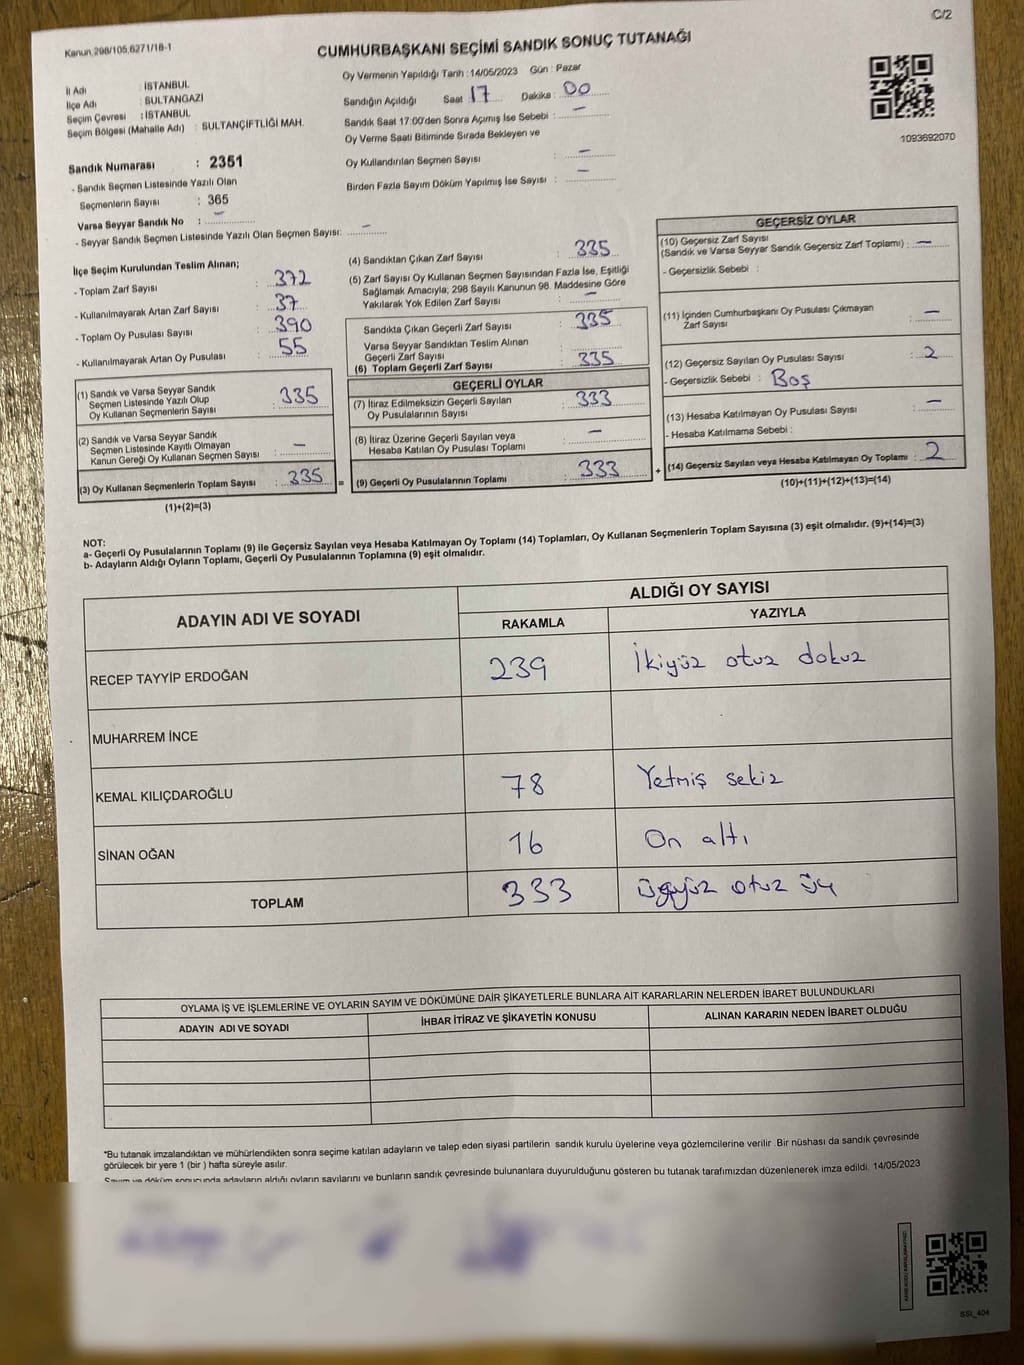 C/2
Kanun, 298/105,6271/18-1
CUMHURBAŞKANI SEÇİMİ SANDIK SONUÇ TUTANAĞI
İl Adı : İSTANBUL
İlçe Adı : SULTANGAZİ
Seçim Çevresi : İSTANBUL
Seçim Bölgesi (Mahalle Adı) : SULTANÇİFTLİĞİ MAH.
Sandık Numarası : 2351
- Sandık Seçmen Listesinde Yazılı Olan
Seçmenlerin Sayısı : 365
Varsa Seyyar Sandık No : –
- Seyyar Sandık Seçmen Listesinde Yazılı Olan Seçmen Sayısı: –
Oy Vermenin Yapıldığı Tarih : 14/05/2023 Gün : Pazar
Sandığın Açıldığı Saat 17 Dakika : 00
Sandık Saat 17:00'den Sonra Açımış İse Sebebi : –
Oy Verme Saati Bitiminde Sırada Bekleyen ve
Oy Kullandırılan Seçmen Sayısı : –
Birden Fazla Sayım Döküm Yapılmış İse Sayısı : –
1093692070
İlçe Seçim Kurulundan Teslim Alınan;
- Toplam Zarf Sayısı : 372
- Kullanılmayarak Artan Zarf Sayısı : 37
- Toplam Oy Pusulası Sayısı : 390
- Kullanılmayarak Artan Oy Pusulası : 55
(1) Sandık ve Varsa Seyyar Sandık
Seçmen Listesinde Yazılı Olup
Oy Kullanan Seçmenlerin Sayısı : 335
(2) Sandık ve Varsa Seyyar Sandık
Seçmen Listesinde Kayıtlı Olmayan
Kanun Gereği Oy Kullanan Seçmen Sayısı : –
(3) Oy Kullanan Seçmenlerin Toplam Sayısı : 335 =
(1)+(2)=(3)
(4) Sandıktan Çıkan Zarf Sayısı : 335
(5) Zarf Sayısı Oy Kullanan Seçmen Sayısından Fazla İse, Eşitliği
Sağlamak Amacıyla; 298 Sayılı Kanunun 98. Maddesine Göre
Yakılarak Yok Edilen Zarf Sayısı : –
Sandıkta Çıkan Geçerli Zarf Sayısı : 335
Varsa Seyyar Sandıktan Teslim Alınan
Geçerli Zarf Sayısı :
(6) Toplam Geçerli Zarf Sayısı : 335
GEÇERLİ OYLAR
(7) İtiraz Edilmeksizin Geçerli Sayılan
Oy Pusulalarının Sayısı : 333
(8) İtiraz Üzerine Geçerli Sayılan veya
Hesaba Katılan Oy Pusulası Toplamı : –
(9) Geçerli Oy Pusulalarının Toplamı : 333 +
GEÇERSİZ OYLAR
(10) Geçersiz Zarf Sayısı
(Sandık ve Varsa Seyyar Sandık Geçersiz Zarf Toplamı) : –
- Geçersizlik Sebebi :
(11) İçinden Cumhurbaşkanı Oy Pusulası Çıkmayan
Zarf Sayısı : –
(12) Geçersiz Sayılan Oy Pusulası Sayısı : 2
- Geçersizlik Sebebi : Boş
(13) Hesaba Katılmayan Oy Pusulası Sayısı : –
- Hesaba Katılmama Sebebi :
(14) Geçersiz Sayılan veya Hesaba Katılmayan Oy Toplamı : 2
(10)+(11)+(12)+(13)=(14)
NOT:
a- Geçerli Oy Pusulalarının Toplamı (9) ile Geçersiz Sayılan veya Hesaba Katılmayan Oy Toplamı (14) Toplamları, Oy Kullanan Seçmenlerin Toplam Sayısına (3) eşit olmalıdır. (9)+(14)=(3)
b- Adayların Aldığı Oyların Toplamı, Geçerli Oy Pusulalarının Toplamına (9) eşit olmalıdır.
ADAYIN ADI VE SOYADI ALDIĞI OY SAYISI
RAKAMLA YAZIYLA
RECEP TAYYİP ERDOĞAN 239 İkiyüz otuz dokuz
MUHARREM İNCE
KEMAL KILIÇDAROĞLU 78 Yetmiş sekiz
SİNAN OĞAN 16 On altı
TOPLAM 333 üçyüz otuz üç
OYLAMA İŞ VE İŞLEMLERİNE VE OYLARIN SAYIM VE DÖKÜMÜNE DAİR ŞİKAYETLERLE BUNLARA AİT KARARLARIN NELERDEN İBARET BULUNDUKLARI
ADAYIN ADI VE SOYADI İHBAR İTİRAZ VE ŞİKAYETİN KONUSU ALINAN KARARIN NEDEN İBARET OLDUĞU
*Bu tutanak imzalandıktan ve mühürlendikten sonra seçime katılan adayların ve talep eden siyasi partilerin sandık kurulu üyelerine veya gözlemcilerine verilir .Bir nüshası da sandık çevresinde
görülecek bir yere 1 (bir ) hafta süreyle asılır.
Sayım ve döküm sonucunda adayların aldığı oyların sayılarını ve bunların sandık çevresinde bulunanlara duyurulduğunu gösteren bu tutanak tarafımızdan düzenlenerek imza edildi. 14/05/2023
SSI_404